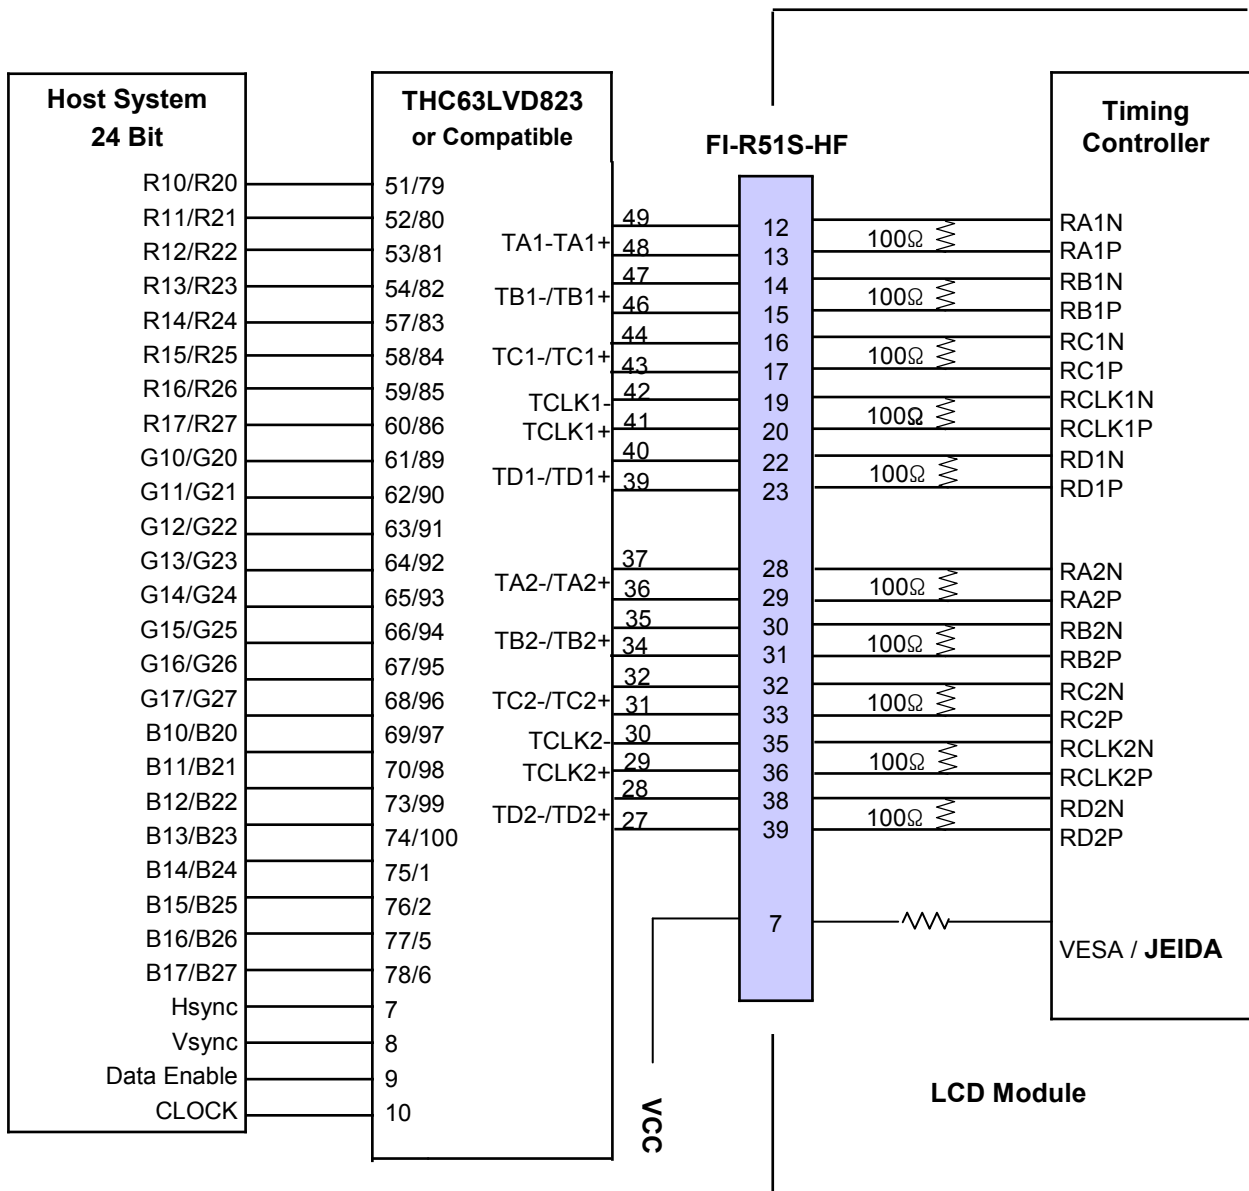 Host System
24 Bit
R10/R20
R11/R21
R12/R22
R13/R23
R14/R24
R15/R25
R16/R26
R17/R27
G10/G20
G11/G21
G12/G22
G13/G23
G14/G24
G15/G25
G16/G26
G17/G27
B10/B20
B11/B21
B12/B22
B13/B23
B14/B24
B15/B25
B16/B26
B17/B27
Hsync
Vsync
Data Enable
CLOCK
THC63LVD823
or Compatible
51/79
52/80
53/81
54/82
57/83
58/84
59/85
60/86
61/89
62/90
63/91
64/92
65/93
66/94
67/95
68/96
69/97
70/98
73/99
74/100
75/1
76/2
77/5
78/6
7
8
9
10
TA1-TA1+
TB1-/TB1+
TC1-/TC1+
TCLK1-
TCLK1+
TD1-/TD1+
TA2-/TA2+
TB2-/TB2+
TC2-/TC2+
TCLK2-
TCLK2+
TD2-/TD2+
49
48
47
46
44
43
42
41
40
39
37
36
35
34
32
31
30
29
28
27
VCC
FI-R51S-HF
12
13
14
15
16
17
19
20
22
23
28
29
30
31
32
33
35
36
38
39
7
100Ω
100Ω
100Ω
100Ω
100Ω
100Ω
100Ω
100Ω
100Ω
100Ω
Timing
Controller
RA1N
RA1P
RB1N
RB1P
RC1N
RC1P
RCLK1N
RCLK1P
RD1N
RD1P
RA2N
RA2P
RB2N
RB2P
RC2N
RC2P
RCLK2N
RCLK2P
RD2N
RD2P
VESA / JEIDA
LCD Module